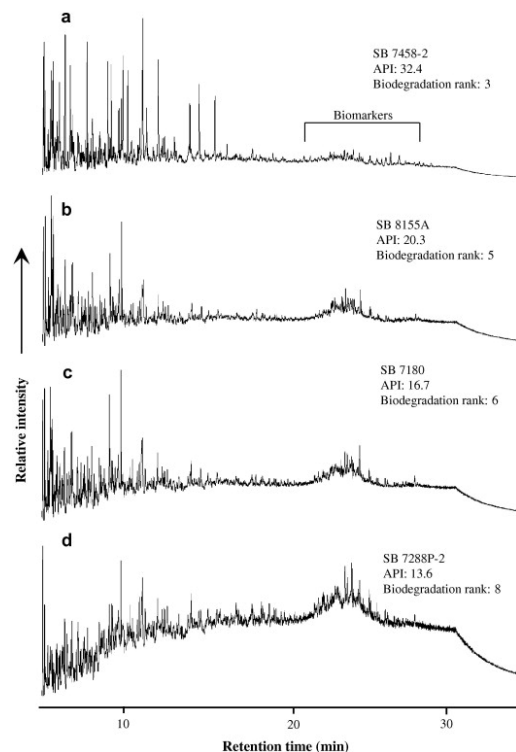 a
SB 7458-2
API: 32.4
Biodegradation rank: 3
Biomarkers
b
SB 8155A
API: 20.3
Biodegradation rank: 5
c
SB 7180
API: 16.7
Biodegradation rank: 6
d
SB 7288P-2
API: 13.6
Biodegradation rank: 8
Relative intensity
10
20
30
Retention time (min)